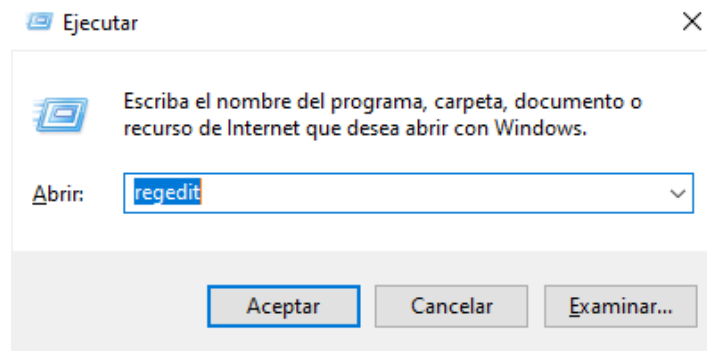 Ejecutar
Escriba el nombre del programa, carpeta, documento o
recurso de Internet que desea abrir con Windows.
Abrir: regedit
Aceptar Cancelar Examinar...